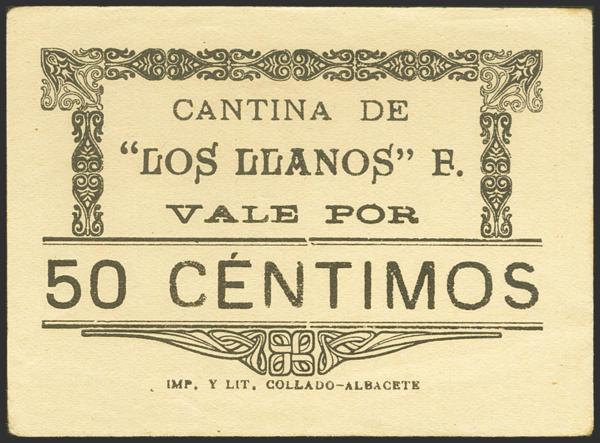 CANTINA DE
“LOS LLANOS” F.
VALE POR
50 CÉNTIMOS
IMP. Y LIT. COLLADO-ALBACETE